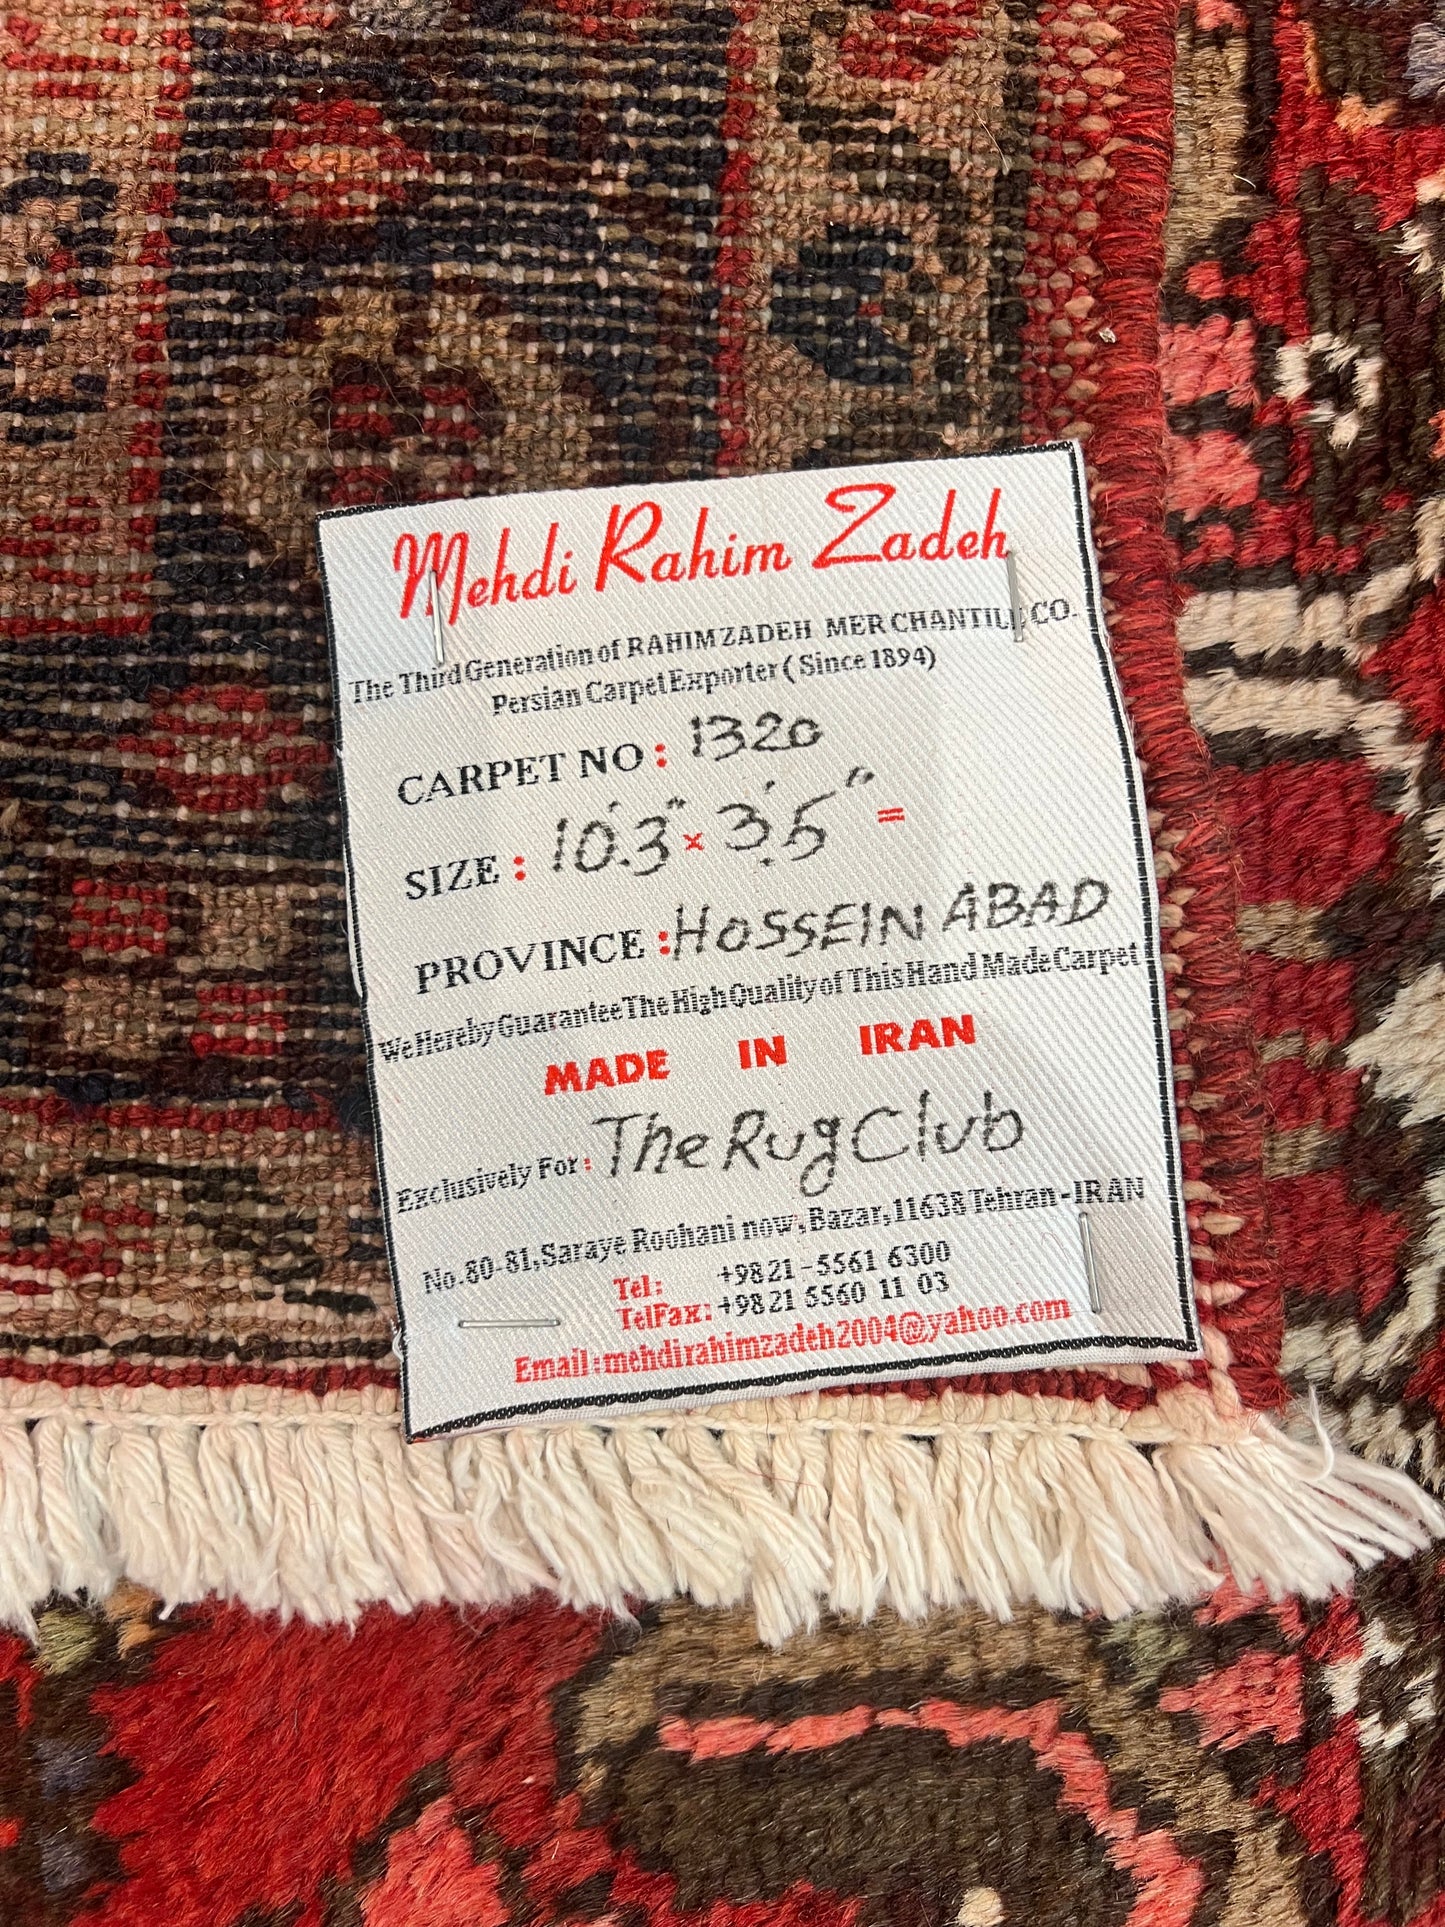 Mehdi Rahim Zadeh
The Third Generation of RAHIMZADEH MERCHANTILE CO.
Persian Carpet Exporter ( Since 1894)
CARPET NO : 1320
SIZE : 10'.3" x 3'.5" =
PROVINCE : HOSSEIN ABAD
We Hereby Guarantee The High Quality of This Hand Made Carpet
MADE IN IRAN
Exclusively For: The Rug Club
No.80-81,Saraye Roohani now,Bazar,11638 Tehran-IRAN
Tel: +9821-5561 6300
TelFax: +9821 5560 11 03
Email:mehdirahimzadeh2004@yahoo.com